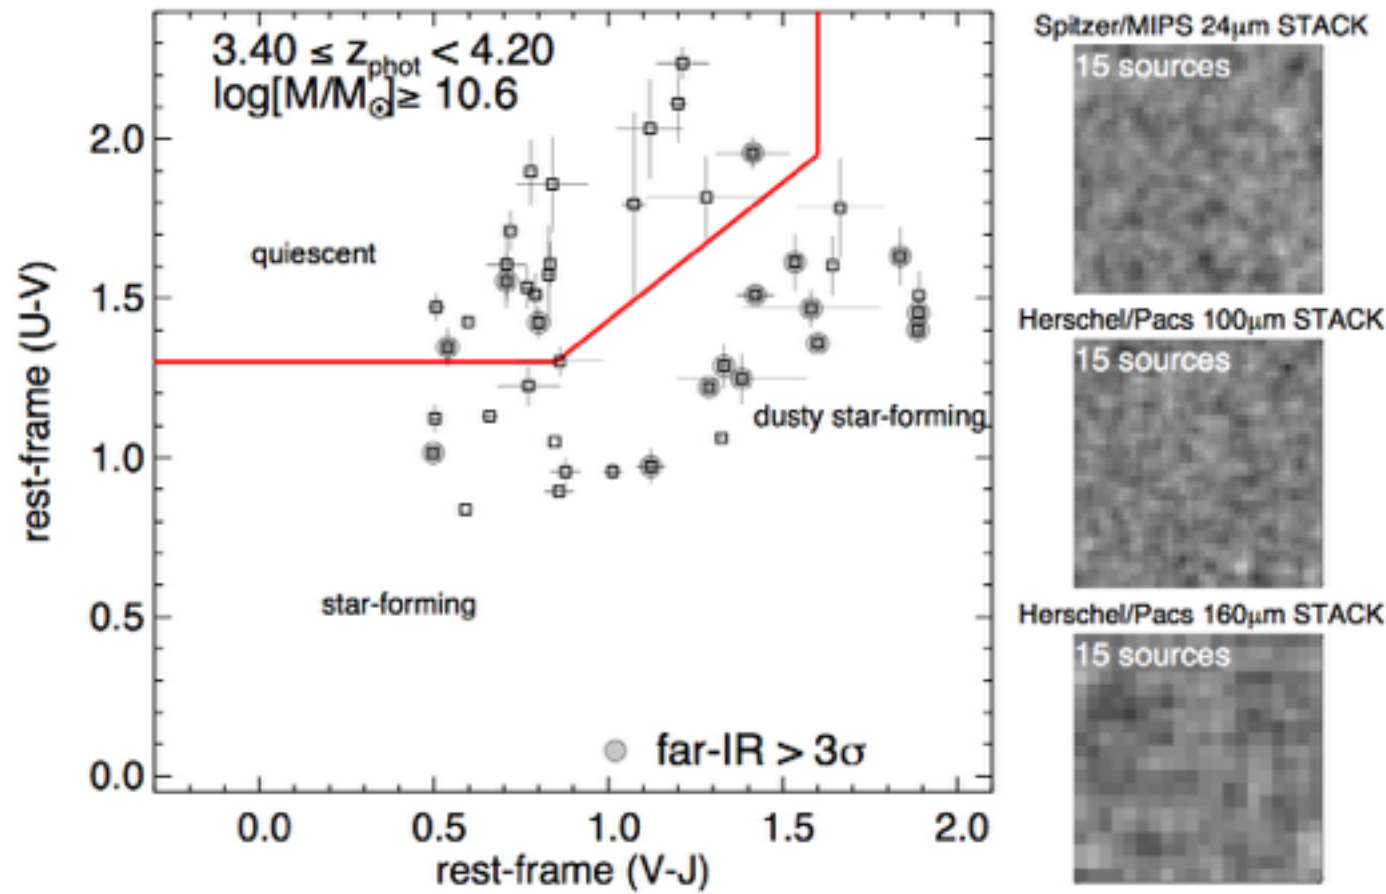 3.40 ≤ z_phot < 4.20
log[M/M⊙]≥ 10.6
quiescent
dusty star-forming
star-forming
far-IR > 3σ
rest-frame (U-V)
2.0
1.5
1.0
0.5
0.0
0.0 0.5 1.0 1.5 2.0
rest-frame (V-J)
Spitzer/MIPS 24μm STACK
15 sources
Herschel/Pacs 100μm STACK
15 sources
Herschel/Pacs 160μm STACK
15 sources